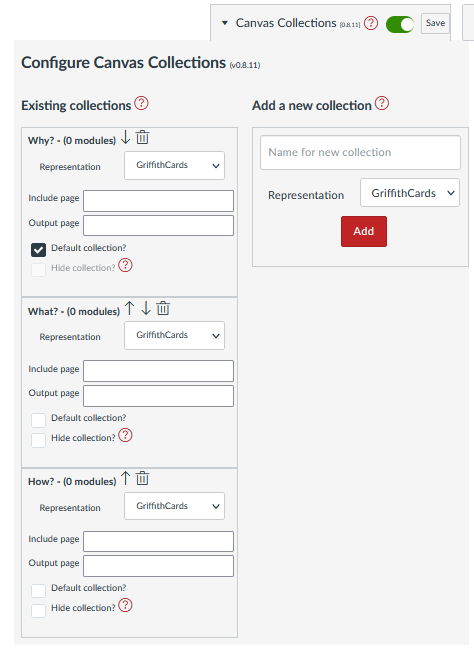 ▾ Canvas Collections [0.8.11] ? Save
Configure Canvas Collections (v0.8.11)
Existing collections ?
Why? - (0 modules)
Representation GriffithCards
Include page
Output page
Default collection?
Hide collection? ?
What? - (0 modules)
Representation GriffithCards
Include page
Output page
Default collection?
Hide collection? ?
How? - (0 modules)
Representation GriffithCards
Include page
Output page
Default collection?
Hide collection? ?
Add a new collection ?
Name for new collection
Representation GriffithCards
Add